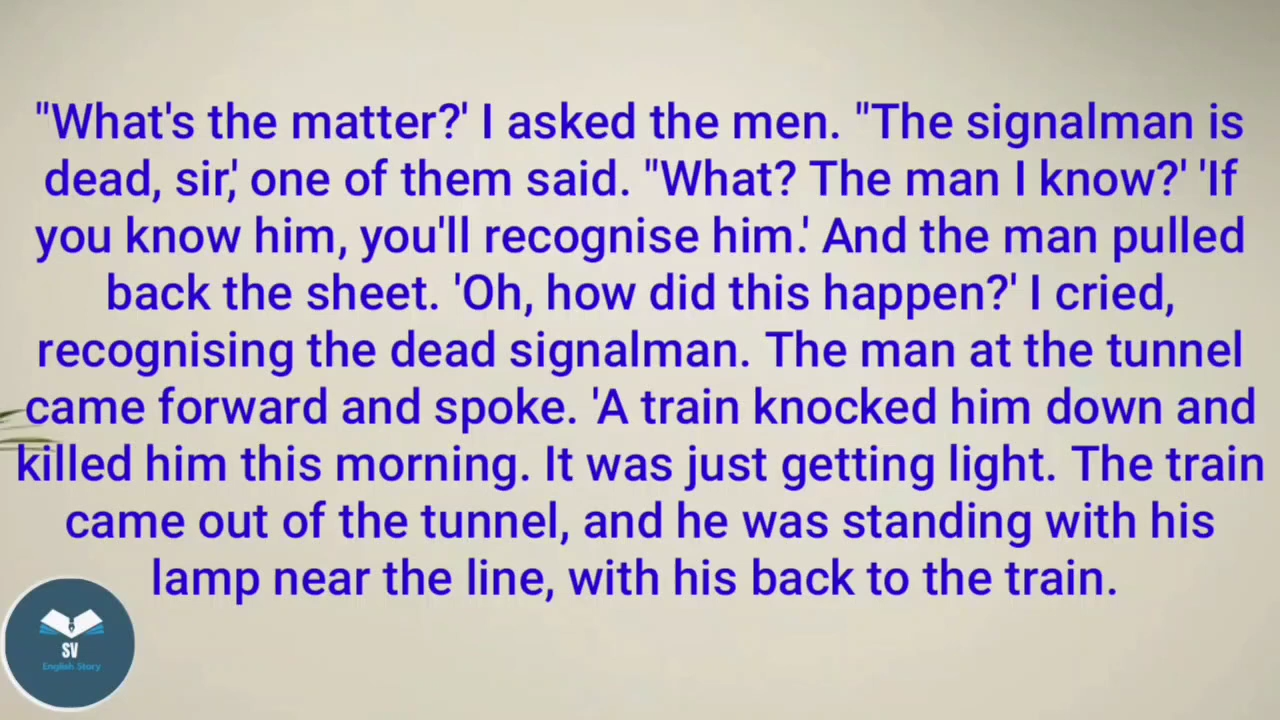 "What's the matter?' I asked the men. "The signalman is
dead, sir,' one of them said. "What? The man I know?' 'If
you know him, you'll recognise him.' And the man pulled
back the sheet. 'Oh, how did this happen?' I cried,
recognising the dead signalman. The man at the tunnel
came forward and spoke. 'A train knocked him down and
killed him this morning. It was just getting light. The train
came out of the tunnel, and he was standing with his
lamp near the line, with his back to the train.
SV
English Story